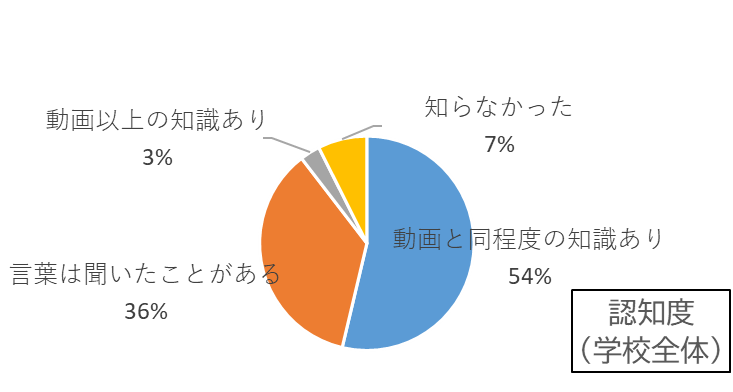 動画以上の知識あり
3%
知らなかった
7%
動画と同程度の知識あり
54%
言葉は聞いたことがある
36%
認知度
（学校全体）